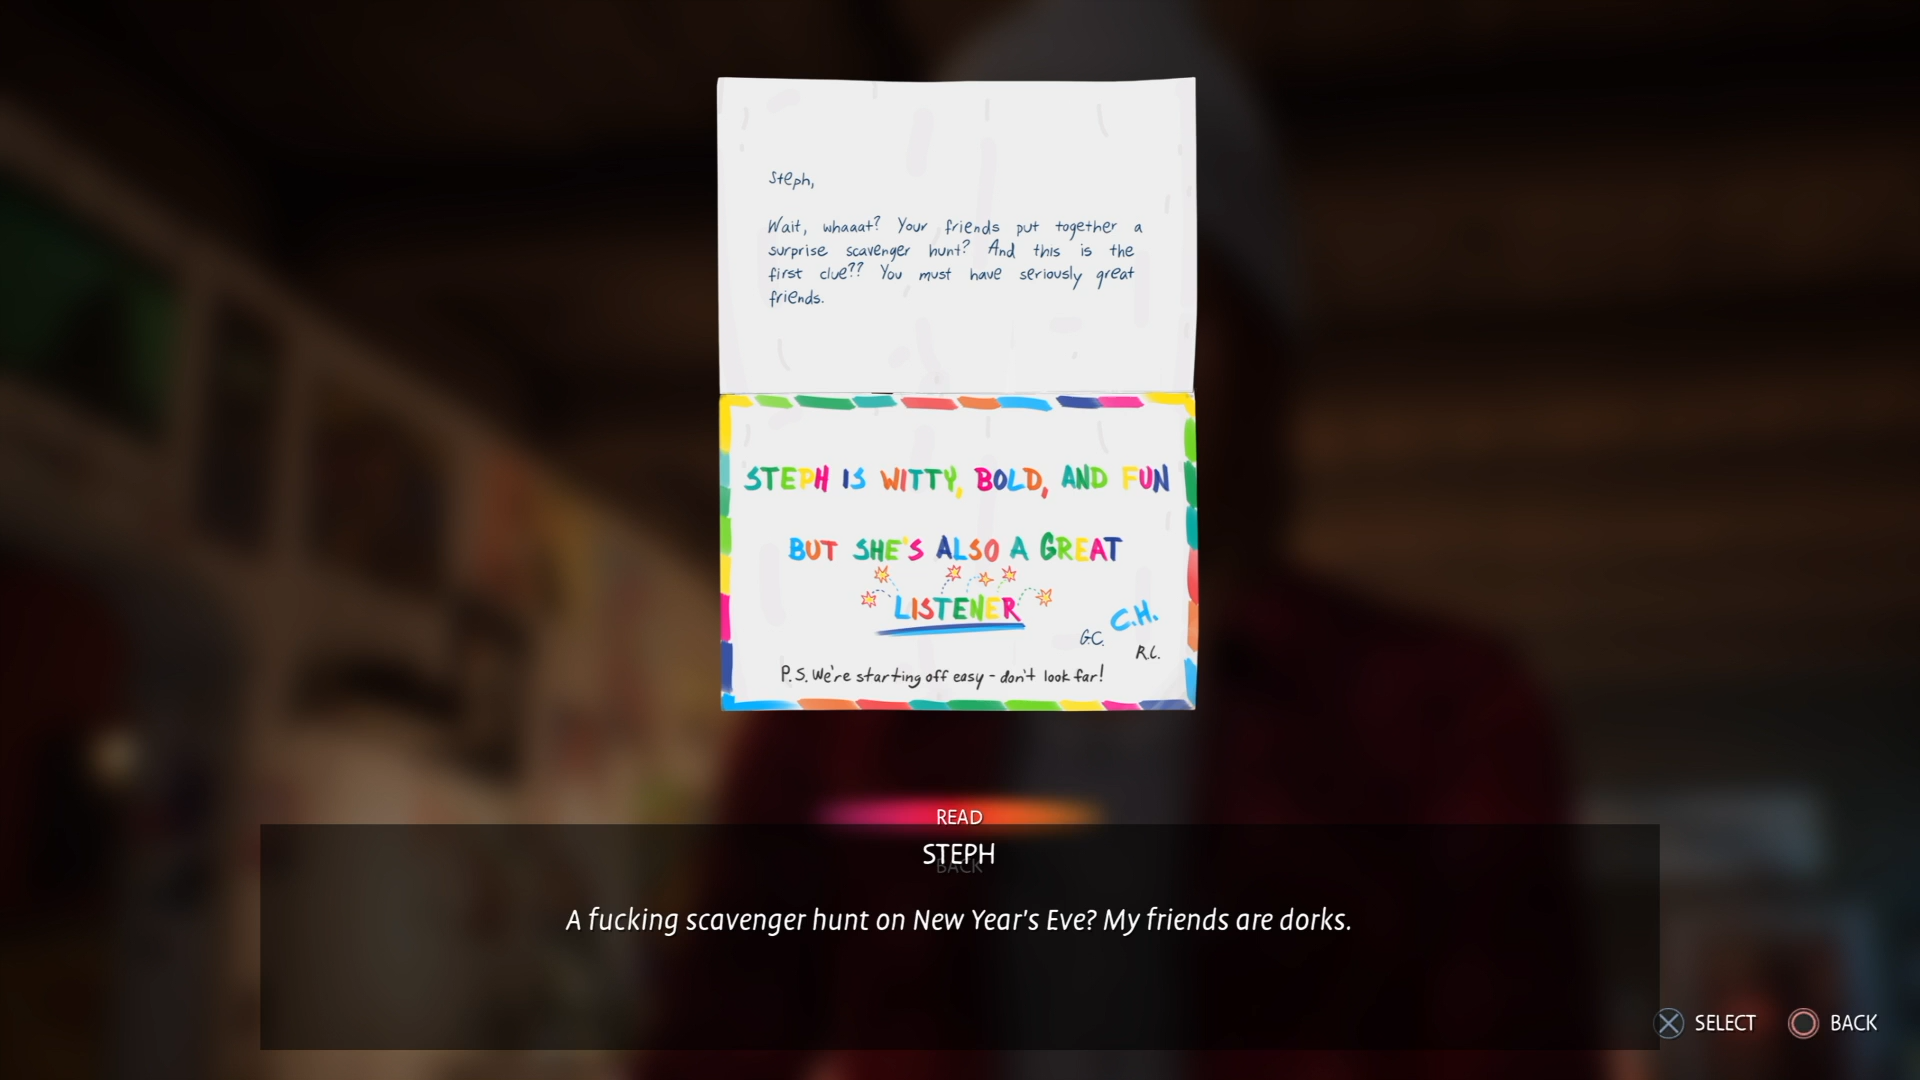 Steph,
Wait, whaaat? Your friends put together a
surprise scavenger hunt? And this is the
first clue?? You must have seriously great
friends.
STEPH IS WITTY, BOLD, AND FUN
BUT SHE'S ALSO A GREAT
LISTENER
C.H.
G.C.
R.C.
P.S. We're starting off easy - don't look far!
READ
STEPH
BACK
A fucking scavenger hunt on New Year's Eve? My friends are dorks.
SELECT BACK